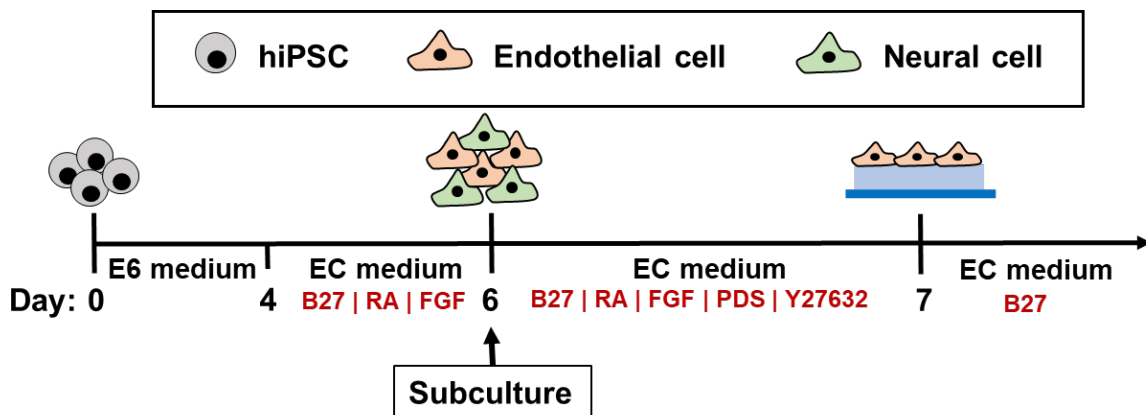 hiPSC Endothelial cell Neural cell
E6 medium EC medium EC medium EC medium
Day: 0 4 B27 | RA | FGF 6 B27 | RA | FGF | PDS | Y27632 7 B27
Subculture